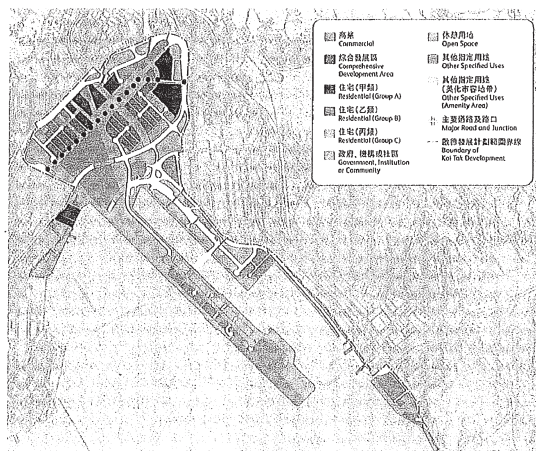 商業
Commercial
綜合發展區
Comprehensive
Development Area
住宅(甲類)
Residential (Group A)
住宅(乙類)
Residential (Group B)
住宅(丙類)
Residential (Group C)
政府、機構或社區
Government, Institution
or Community
休憩用地
Open Space
其他指定用途
Other Specified Uses
其他指定用途
(美化市容地帶)
Other Specified Uses
(Amenity Area)
主要道路及路口
Major Road and Junction
啟德發展計劃範圍界線
Boundary of
Kai Tak Development